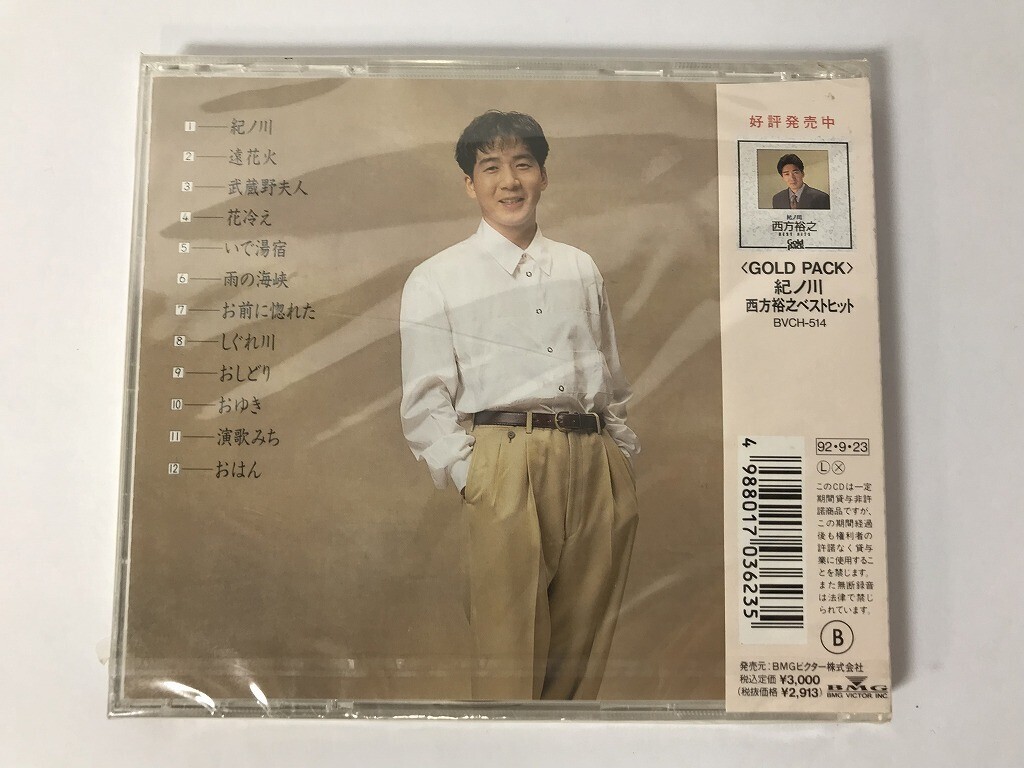 1 紀ノ川
2 遠花火
3 武蔵野夫人
4 花冷え
5 いで湯宿
6 雨の海峡
7 お前に惚れた
8 しぐれ川
9 おしどり
10 おゆき
11 演歌みち
12 おはん
好評発売中
紀ノ川
西方裕之
BEST HITS
Gold
PACK
〈GOLD PACK〉
紀ノ川
西方裕之ベストヒット
BVCH-514
92・9・23
Ⓛ Ⓧ
このCDは一定
期間貸与非許
諾商品ですが、
この期間経過
後も権利者の
許諾なく貸与
業に使用するこ
とを禁じます。
また無断録音
は法律で禁じ
られています。
4 988017 036235
B
発売元:BMGビクター株式会社
税込定価 ¥3,000
(税抜価格 ¥2,913)
BMG
BMG VICTOR INC.